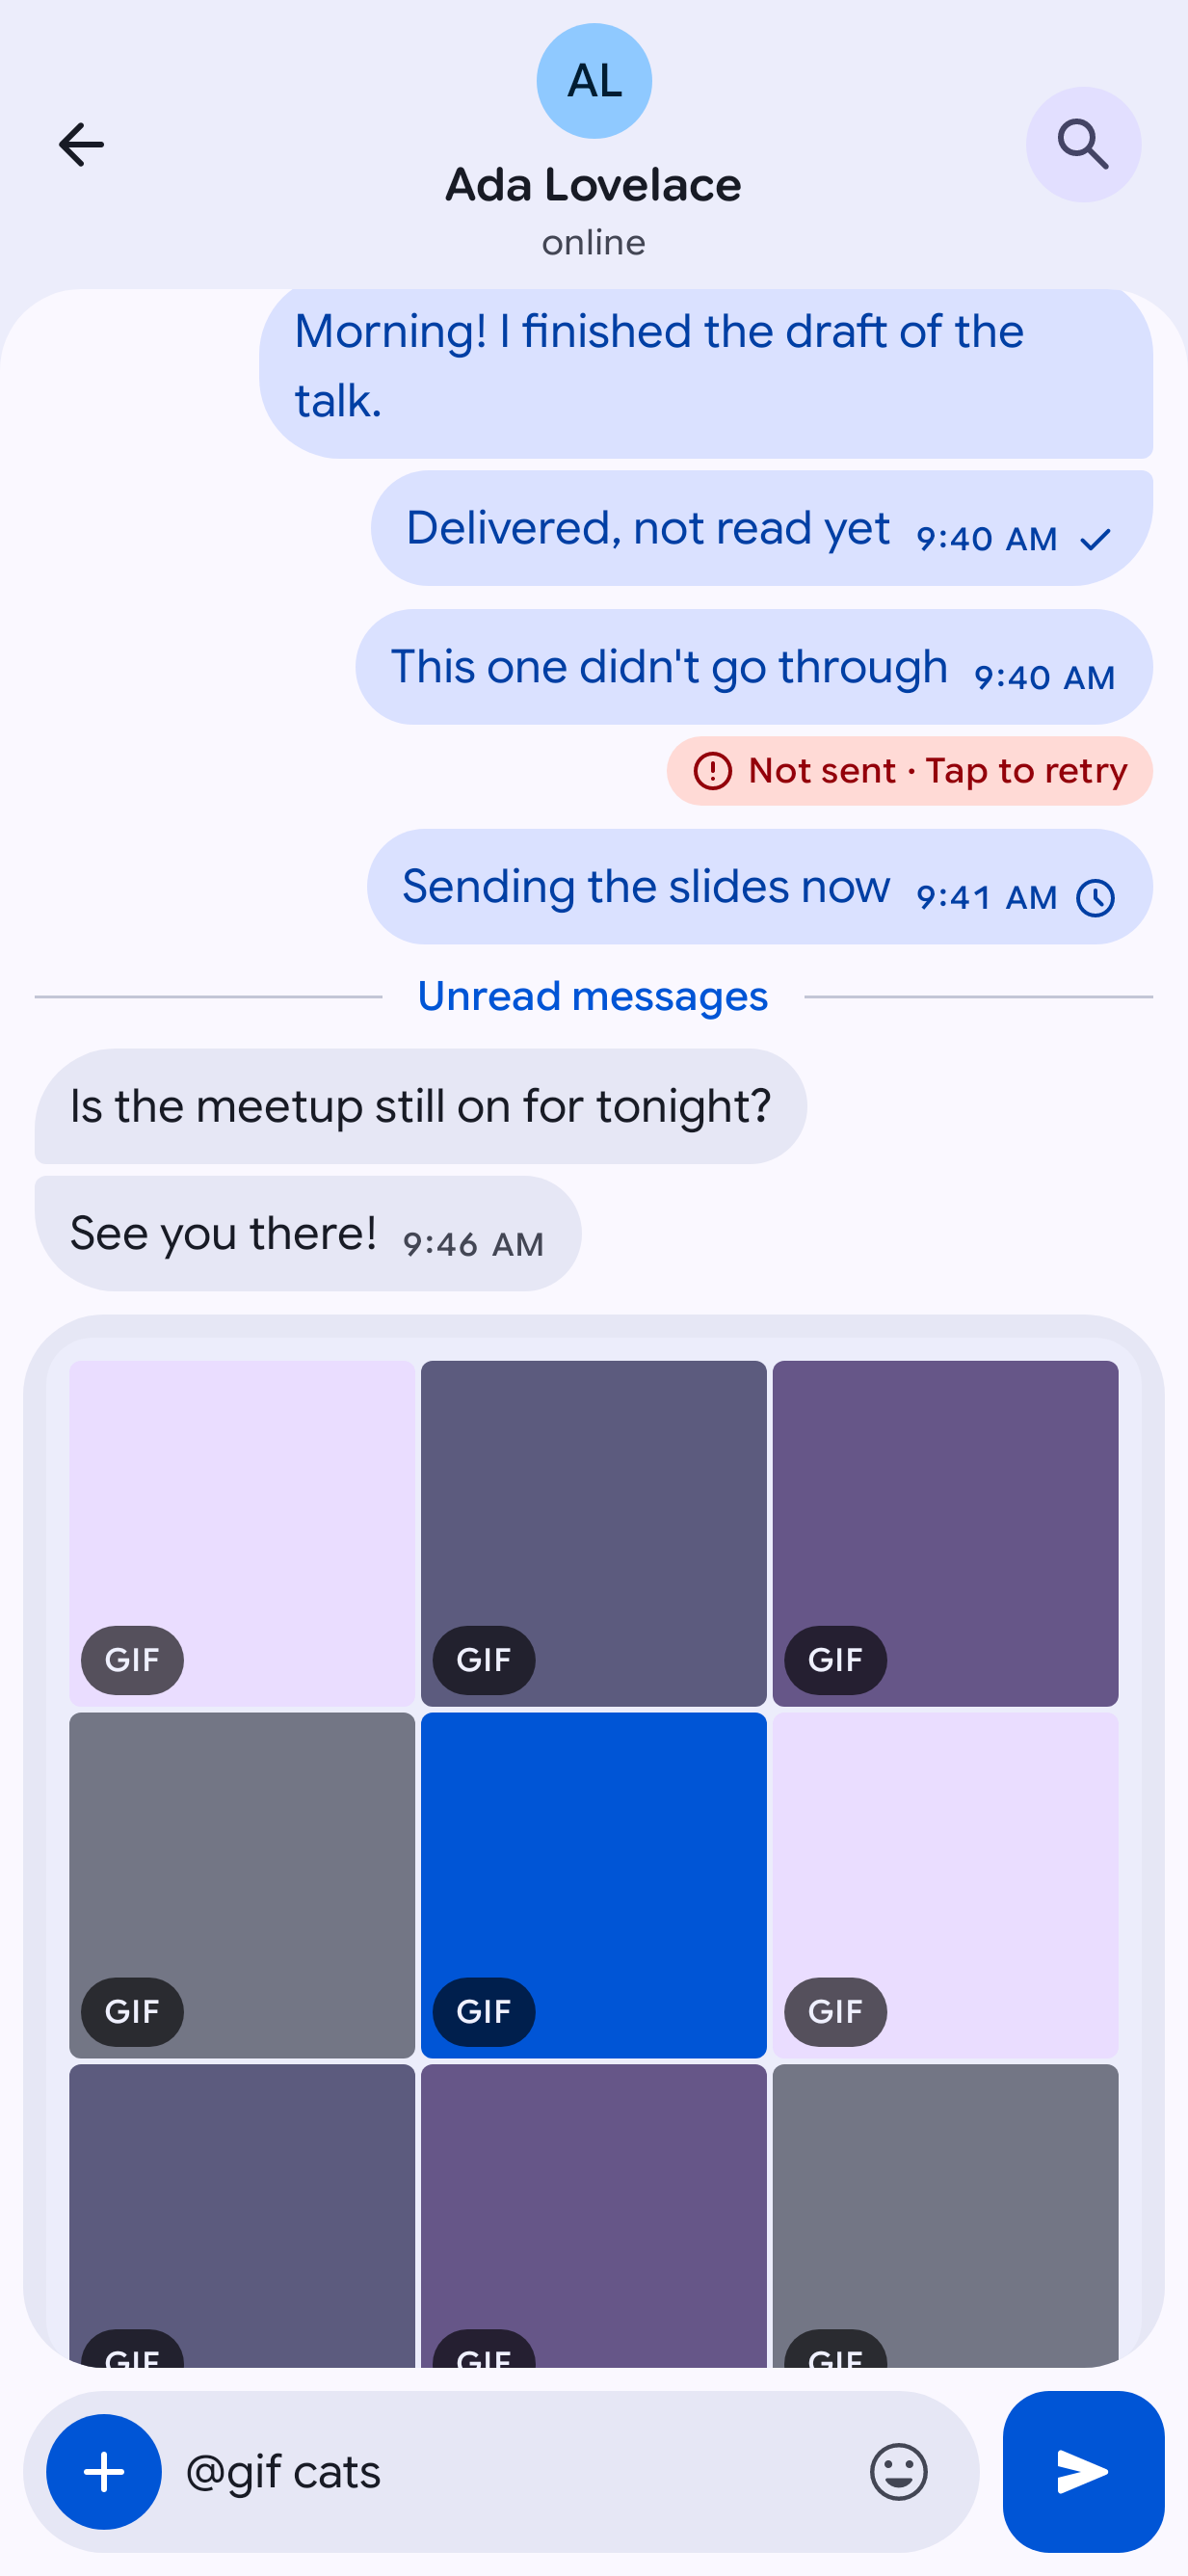 AL
Ada Lovelace
online
Morning! I finished the draft of the
talk.
Delivered, not read yet 9:40 AM
This one didn't go through 9:40 AM
Not sent · Tap to retry
Sending the slides now 9:41 AM
Unread messages
Is the meetup still on for tonight?
See you there! 9:46 AM
GIF GIF GIF
GIF GIF GIF
GIF GIF GIF
@gif cats